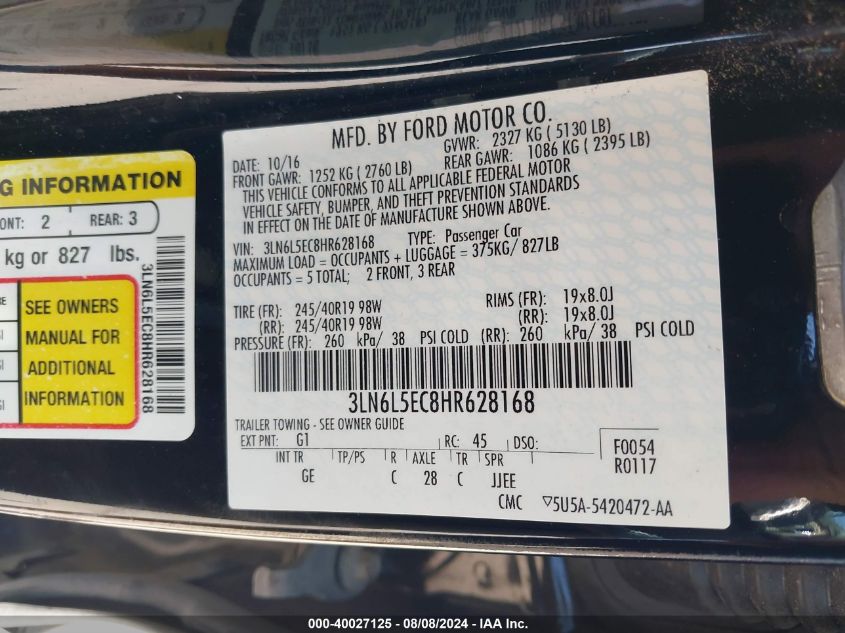 MFD. BY FORD MOTOR CO.
DATE: 10/16 GVWR: 2327 KG ( 5130 LB)
FRONT GAWR: 1252 KG ( 2760 LB) REAR GAWR: 1086 KG ( 2395 LB)
THIS VEHICLE CONFORMS TO ALL APPLICABLE FEDERAL MOTOR
VEHICLE SAFETY, BUMPER, AND THEFT PREVENTION STANDARDS
IN EFFECT ON THE DATE OF MANUFACTURE SHOWN ABOVE.
VIN: 3LN6L5EC8HR628168 TYPE: Passenger Car
MAXIMUM LOAD = OCCUPANTS + LUGGAGE = 375KG/ 827LB
OCCUPANTS = 5 TOTAL; 2 FRONT, 3 REAR
TIRE (FR): 245/40R19 98W RIMS (FR): 19x8.0J
(RR): 245/40R19 98W (RR): 19x8.0J
PRESSURE (FR): 260 kPa/ 38 PSI COLD (RR): 260 kPa/ 38 PSI COLD
3LN6L5EC8HR628168
TRAILER TOWING - SEE OWNER GUIDE
EXT PNT: G1 RC: 45 DSO:
F0054
R0117
INT TR TP/PS R AXLE TR SPR
GE C 28 C JJEE
CMC ▽5U5A-5420472-AA
G INFORMATION
ONT: 2 REAR: 3
kg or 827 lbs.
SEE OWNERS
MANUAL FOR
ADDITIONAL
INFORMATION
3LN6L5EC8HR628168
000-40027125 - 08/08/2024 - IAA Inc.